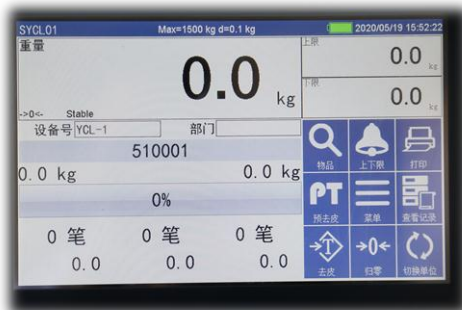 SYCL01 Max=1500 kg d=0.1 kg 2020/05/19 15:52:22
重量
0.0 kg
->0<- Stable
上限
0.0 kg
下限
0.0 kg
设备号 YCL-1 部门
510001
0.0 kg 0.0 kg
0%
0 笔 0 笔 0 笔
0.0 0.0 0.0
物品 上下限 打印
PT
预去皮 菜单 查看记录
T →0←
去皮 归零 切换单位